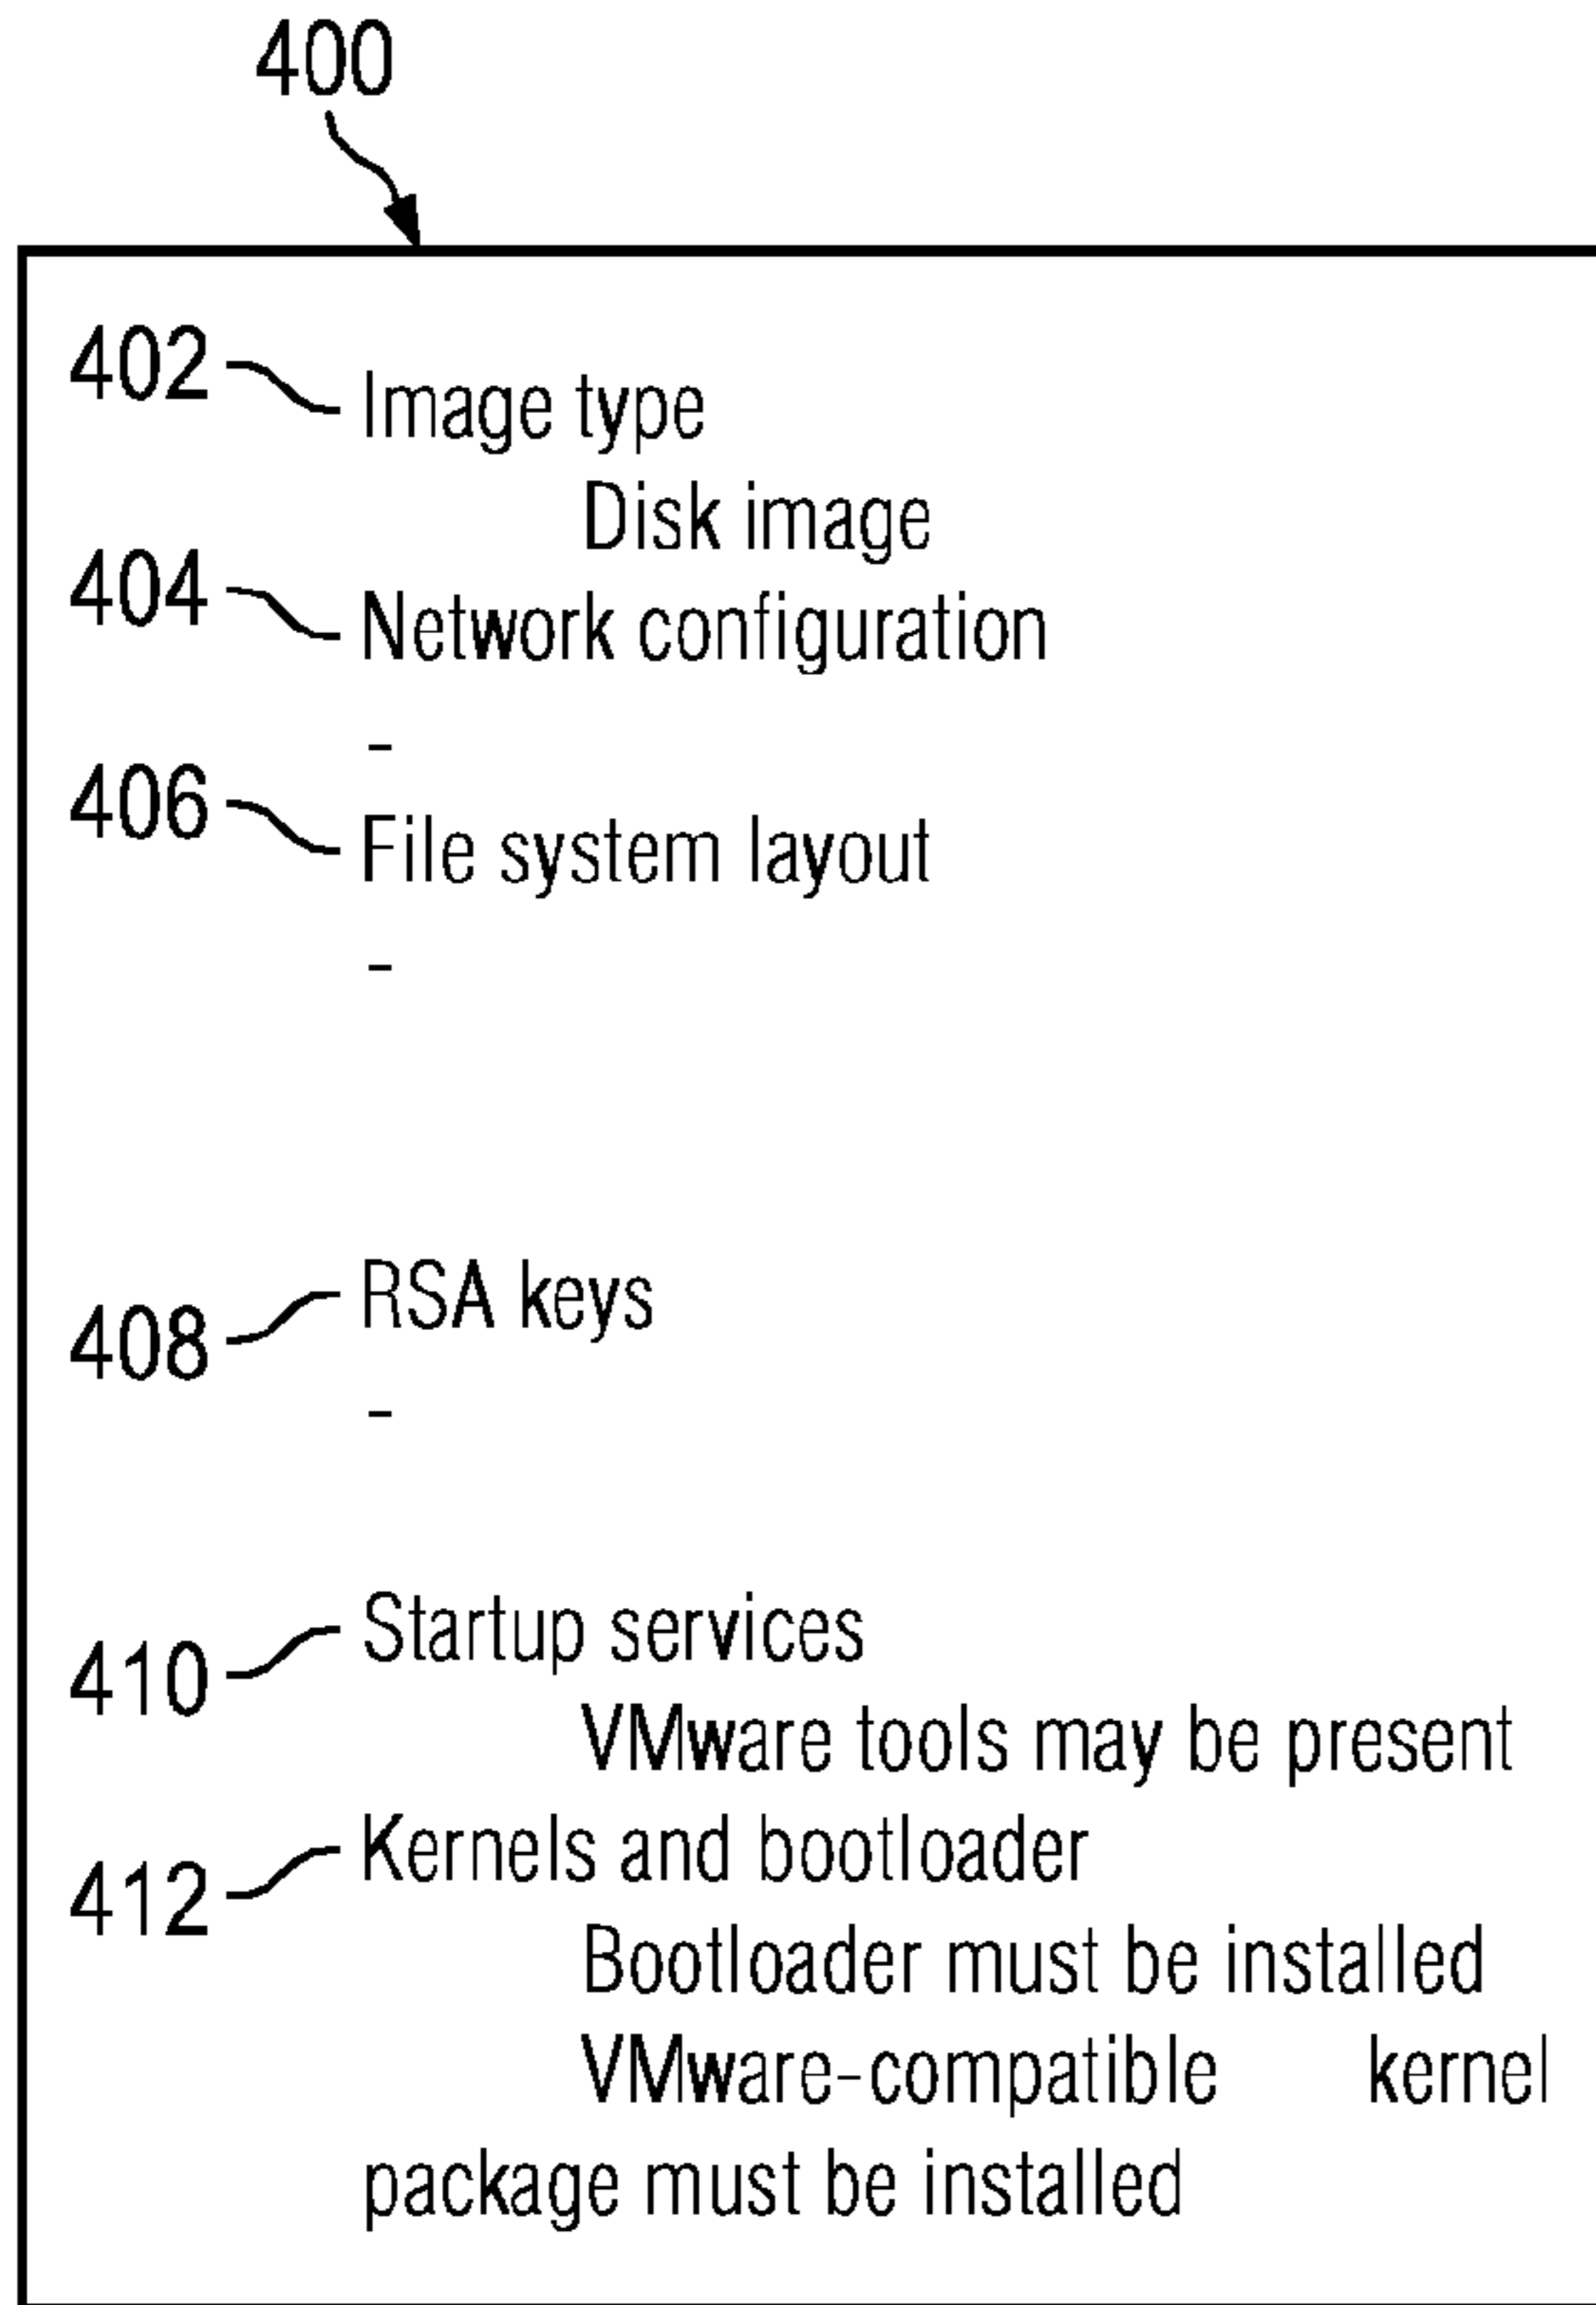 400
402 Image type
Disk image
404 Network configuration
-
406 File system layout
-
408 RSA keys
-
410 Startup services
VMware tools may be present
412 Kernels and bootloader
Bootloader must be installed
VMware-compatible kernel
package must be installed